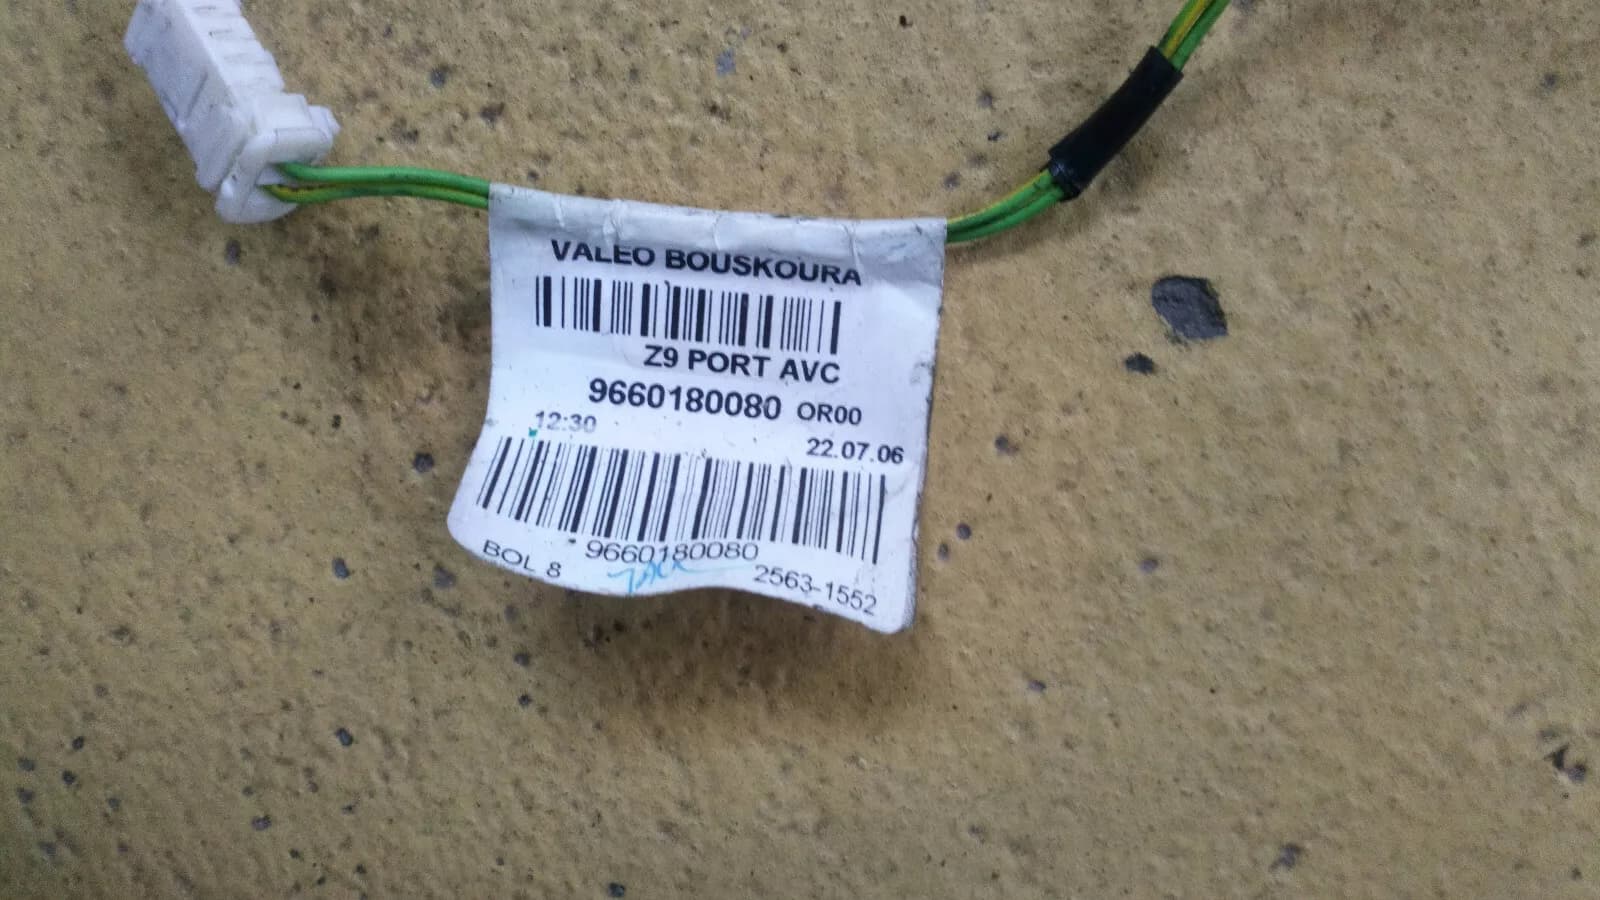 VALEO BOUSKOURA
Z9 PORT AVC
9660180080 OR00
12:30 22.07.06
9660180080
BOL 8 2563-1552